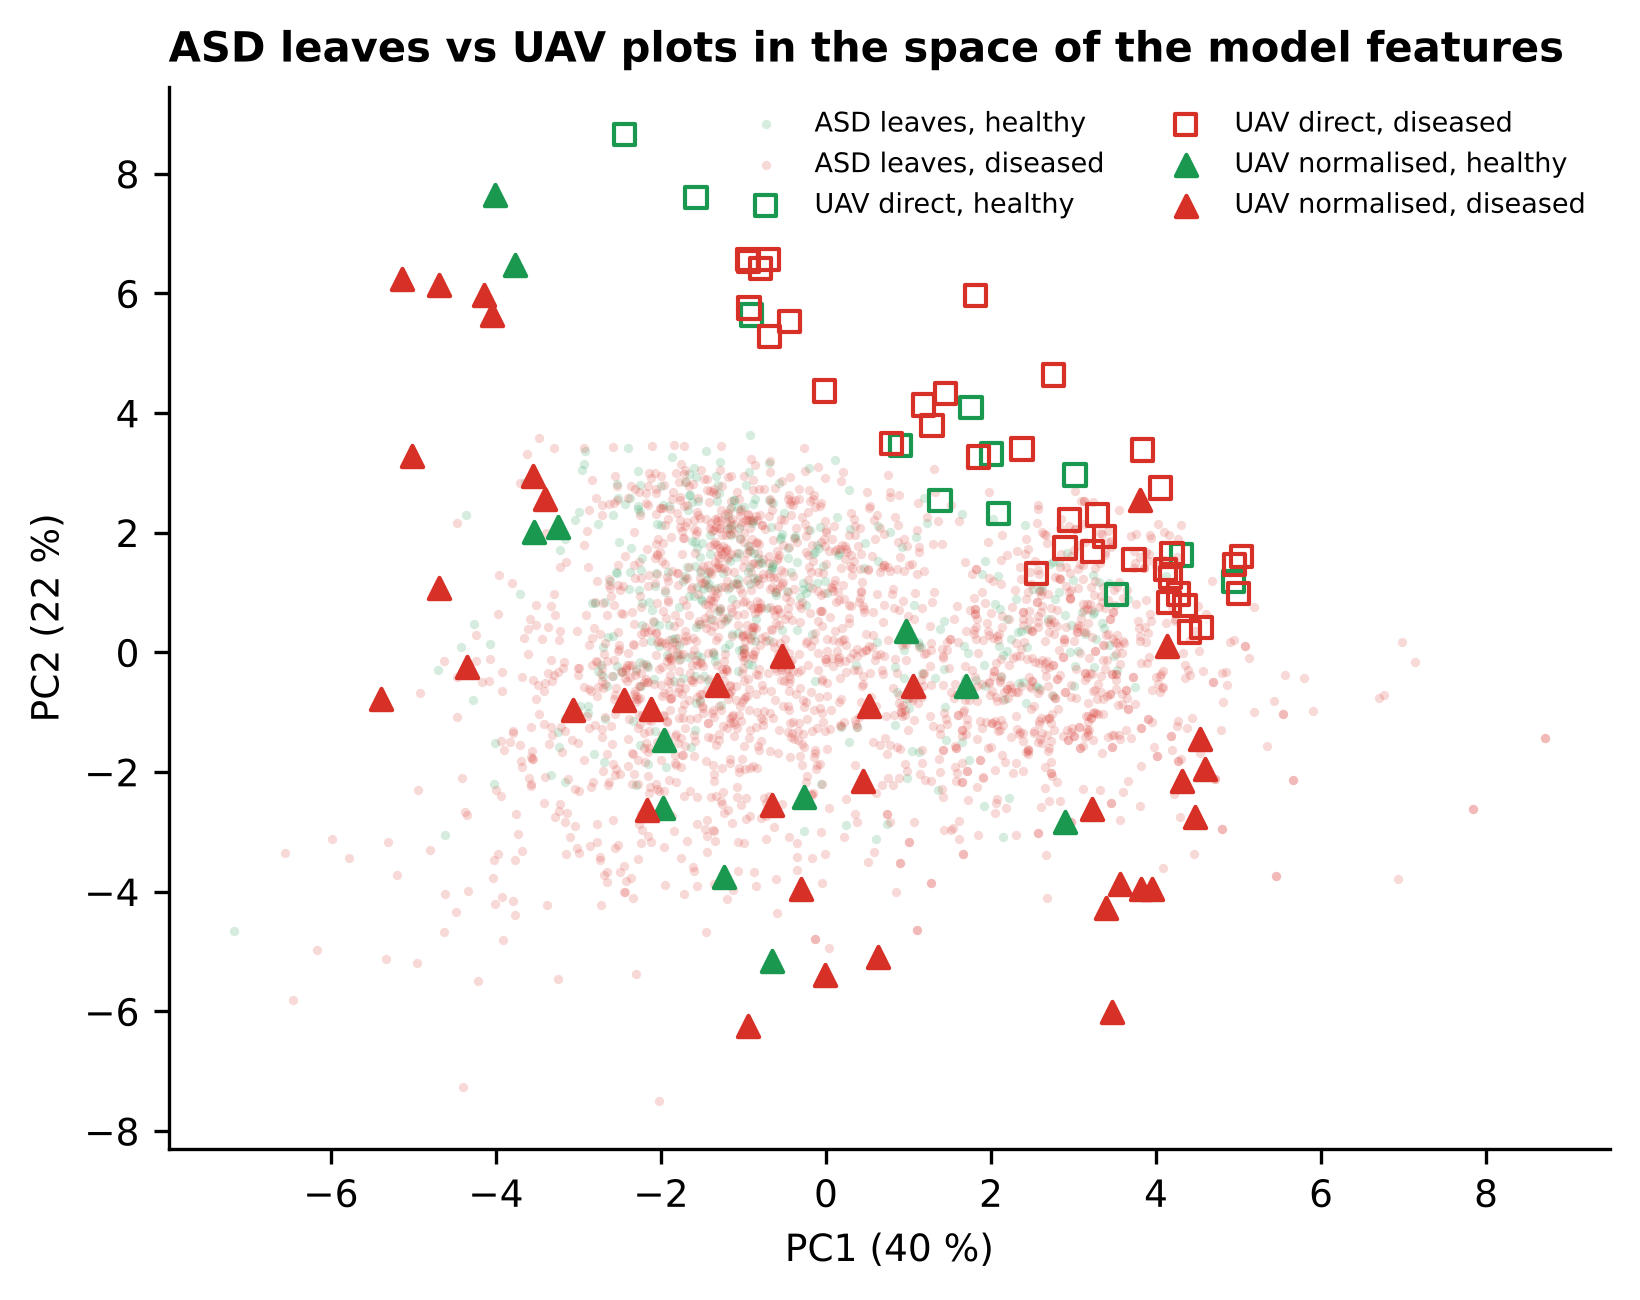 ASD leaves vs UAV plots in the space of the model features
ASD leaves, healthy
ASD leaves, diseased
UAV direct, healthy
UAV direct, diseased
UAV normalised, healthy
UAV normalised, diseased
8
6
4
2
0
−2
−4
−6
−8
PC2 (22 %)
−6
−4
−2
0
2
4
6
8
PC1 (40 %)